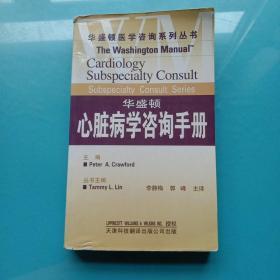 华盛顿医学咨询系列丛书
The Washington Manual™
Cardiology
Subspecialty Consult
Subspecialty Consult Series
华盛顿
心脏病学咨询手册
主 编
Peter A. Crawford
丛书主编
Tammy L. Lin
李静梅 郭峰 主译
LIPPINCOTT WILLIAMS & WILKINS INC. 授权
天津科技翻译出版公司出版